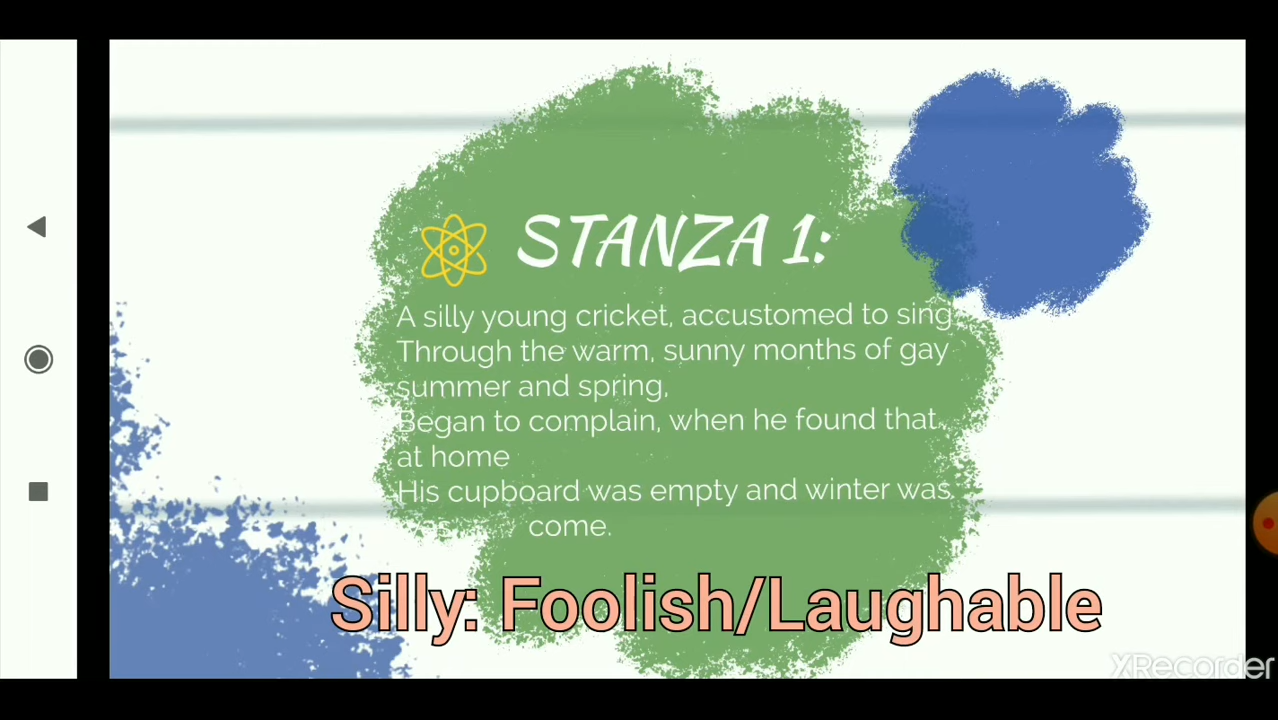 STANZA 1:
A silly young cricket, accustomed to sing
Through the warm, sunny months of gay
summer and spring,
Began to complain, when he found that,
at home
His cupboard was empty and winter was
was come.
Silly: Foolish/Laughable
XRecorder